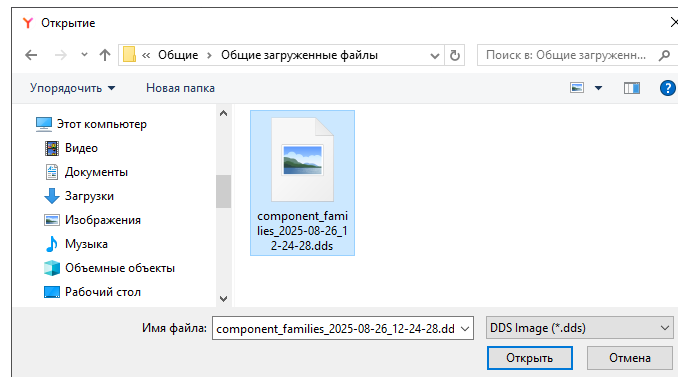 Открытие
« Общие › Общие загруженные файлы
Поиск в: Общие загруженн...
Упорядочить
Новая папка
?
Этот компьютер
Видео
Документы
Загрузки
Изображения
Музыка
Объемные объекты
Рабочий стол
component_fami
lies_2025-08-26_1
2-24-28.dds
Имя файла:
component_families_2025-08-26_12-24-28.dd
DDS Image (*.dds)
Открыть
Отмена